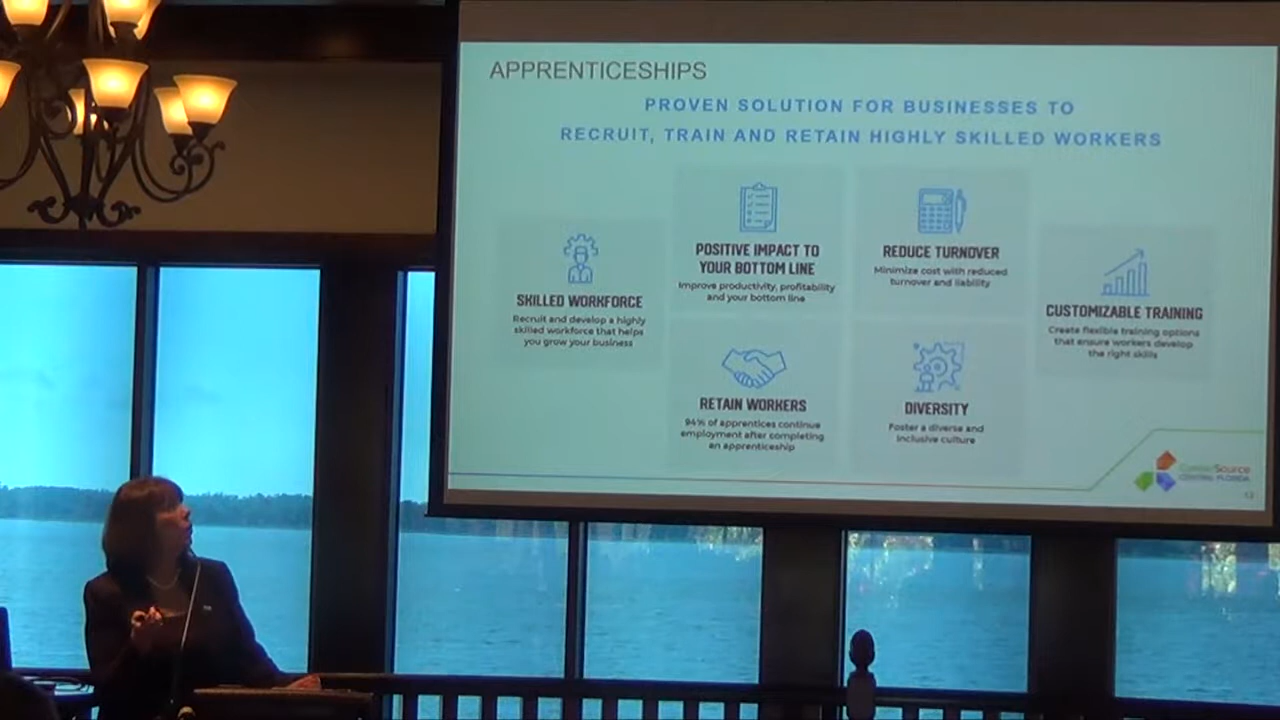 APPRENTICESHIPS
PROVEN SOLUTION FOR BUSINESSES TO
RECRUIT, TRAIN AND RETAIN HIGHLY SKILLED WORKERS
SKILLED WORKFORCE
Recruit and develop a highly
skilled workforce that helps
you grow your business
POSITIVE IMPACT TO
YOUR BOTTOM LINE
Improve productivity, profitability
and your bottom line
REDUCE TURNOVER
Minimize cost with reduced
turnover and liability
CUSTOMIZABLE TRAINING
Create flexible training options
that ensure workers develop
the right skills
RETAIN WORKERS
94% of apprentices continue
employment after completing
an apprenticeship
DIVERSITY
Foster a diverse and
inclusive culture
CareerSource
CENTRAL FLORIDA